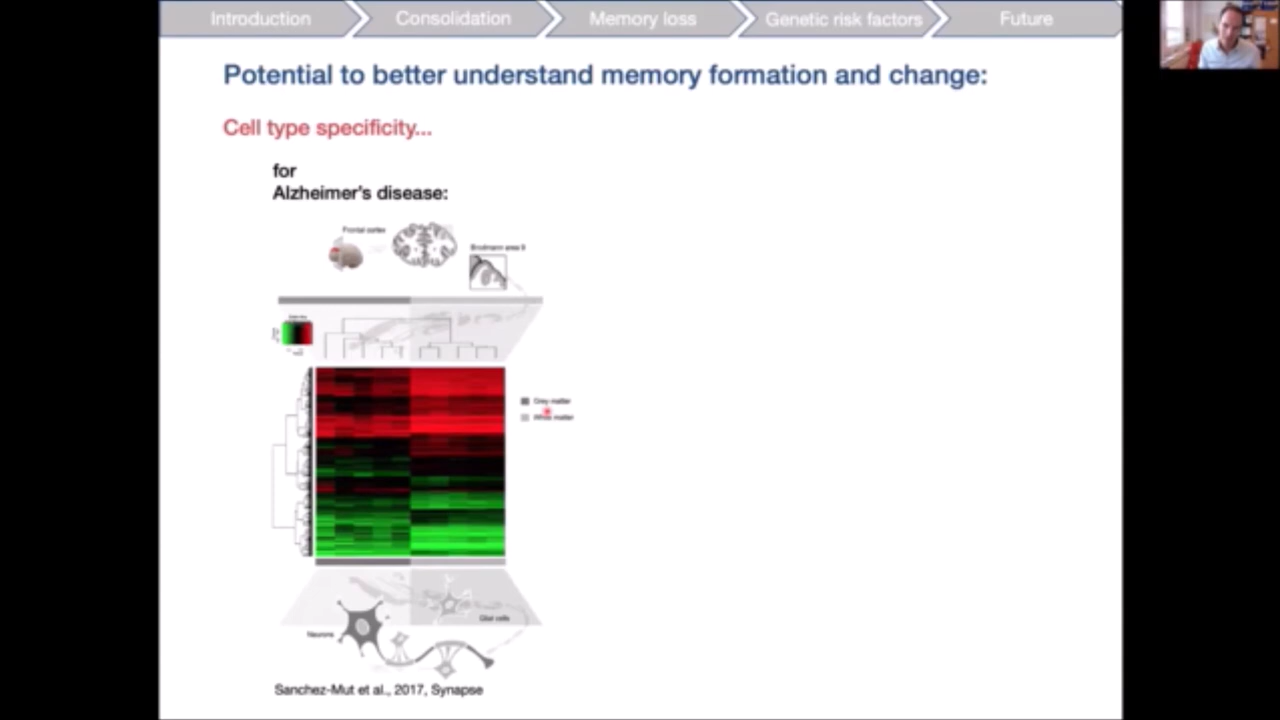 Introduction
Consolidation
Memory loss
Genetic risk factors
Future
Potential to better understand memory formation and change:
Cell type specificity...
for
Alzheimer's disease:
Frontal cortex
Brodmann area 9
Grey matter
White matter
Glial cells
Neurons
Sanchez-Mut et al., 2017, Synapse